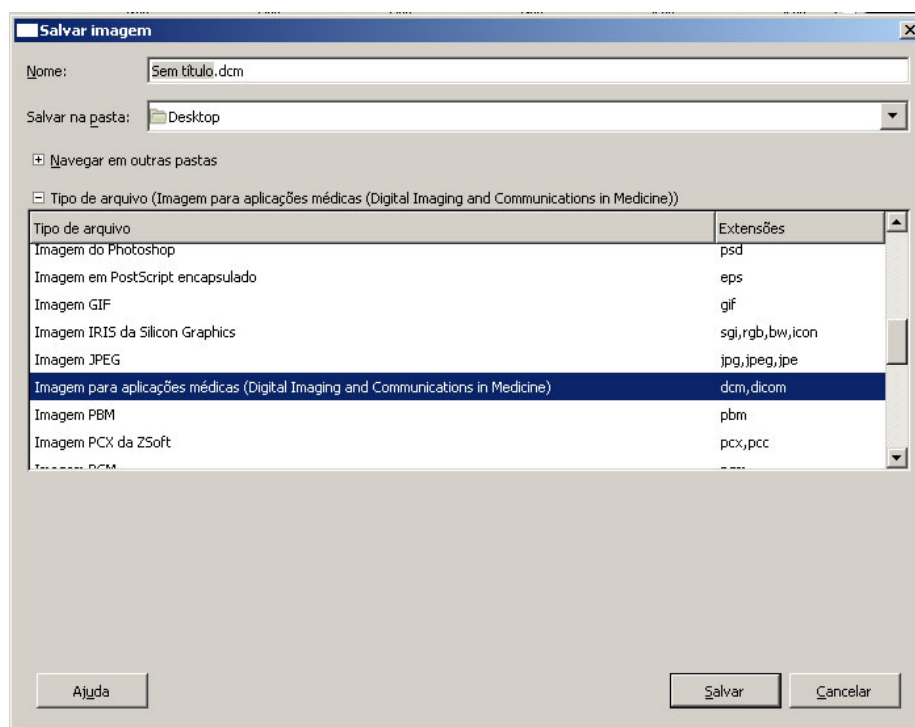 Salvar imagem
Nome: Sem título.dcm
Salvar na pasta: Desktop
Navegar em outras pastas
Tipo de arquivo (Imagem para aplicações médicas (Digital Imaging and Communications in Medicine))
Tipo de arquivo Extensões
Imagem do Photoshop psd
Imagem em PostScript encapsulado eps
Imagem GIF gif
Imagem IRIS da Silicon Graphics sgi,rgb,bw,icon
Imagem JPEG jpg,jpeg,jpe
Imagem para aplicações médicas (Digital Imaging and Communications in Medicine) dcm,dicom
Imagem PBM pbm
Imagem PCX da ZSoft pcx,pcc
Ajuda Salvar Cancelar